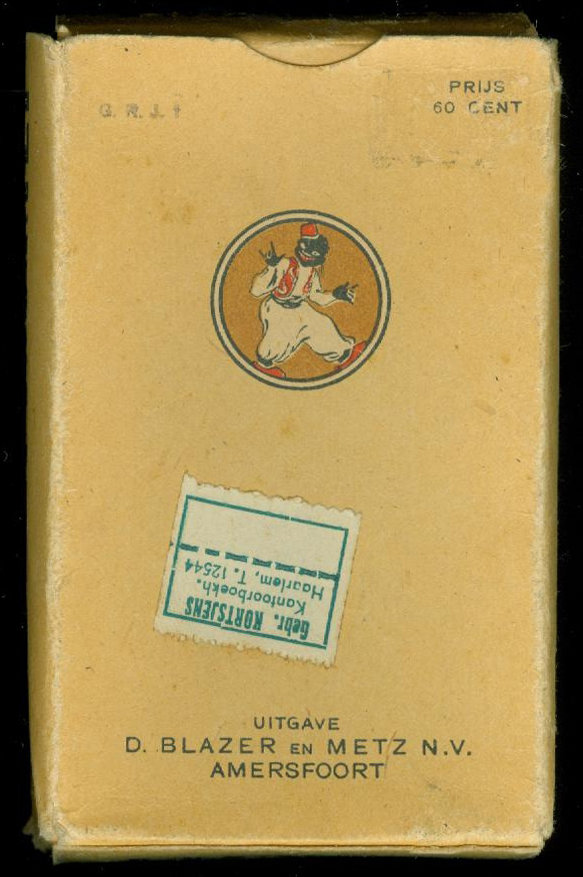 G. R. J. 1
PRIJS
60 CENT
Gebr. KORTSJENS
Kantoorboekh.
Haarlem, T. 12544
UITGAVE
D. BLAZER EN METZ N.V.
AMERSFOORT